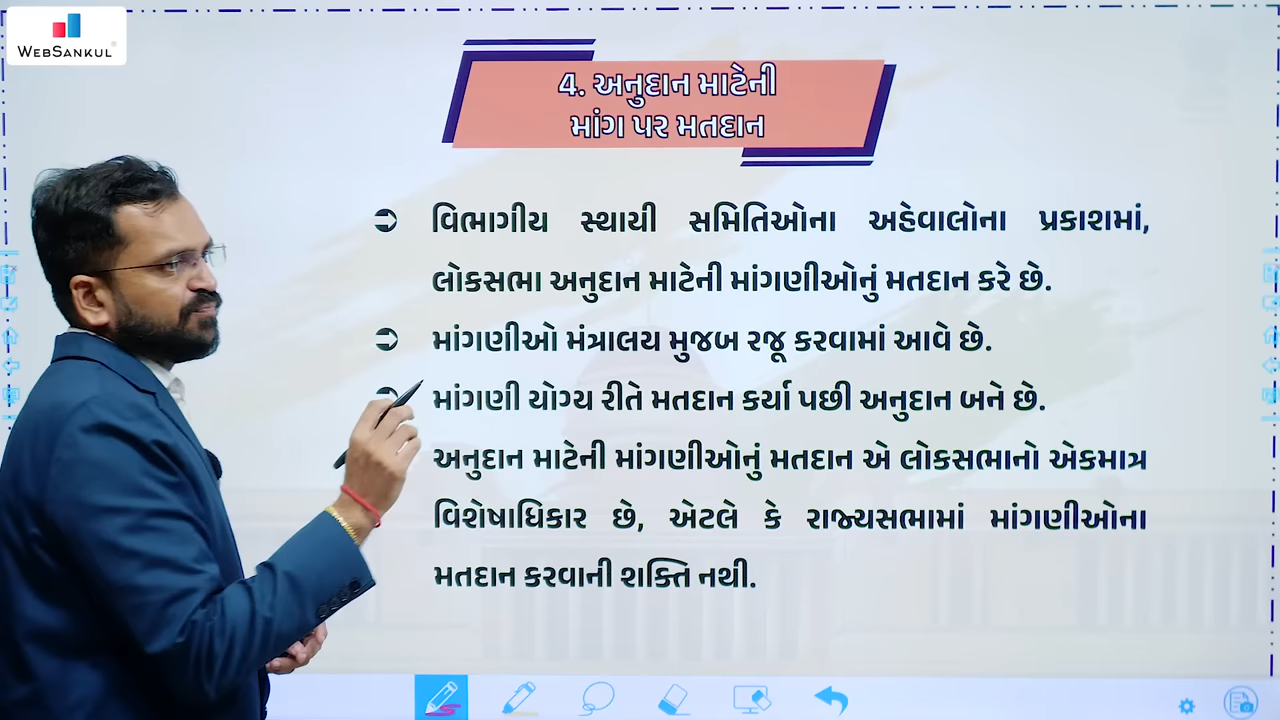 WEBSANKUL
4. અનુદાન માટેની
માંગ પર મતદાન
વિભાગીય સ્થાયી સમિતિઓના અહેવાલોના પ્રકાશમાં,
લોકસભા અનુદાન માટેની માંગણીઓનું મતદાન કરે છે.
માંગણીઓ મંત્રાલય મુજબ રજૂ કરવામાં આવે છે.
માંગણી યોગ્ય રીતે મતદાન કર્યા પછી અનુદાન બને છે.
અનુદાન માટેની માંગણીઓનું મતદાન એ લોકસભાનો એકમાત્ર
વિશેષાધિકાર છે, એટલે કે રાજ્યસભામાં માંગણીઓના
મતદાન કરવાની શક્તિ નથી.